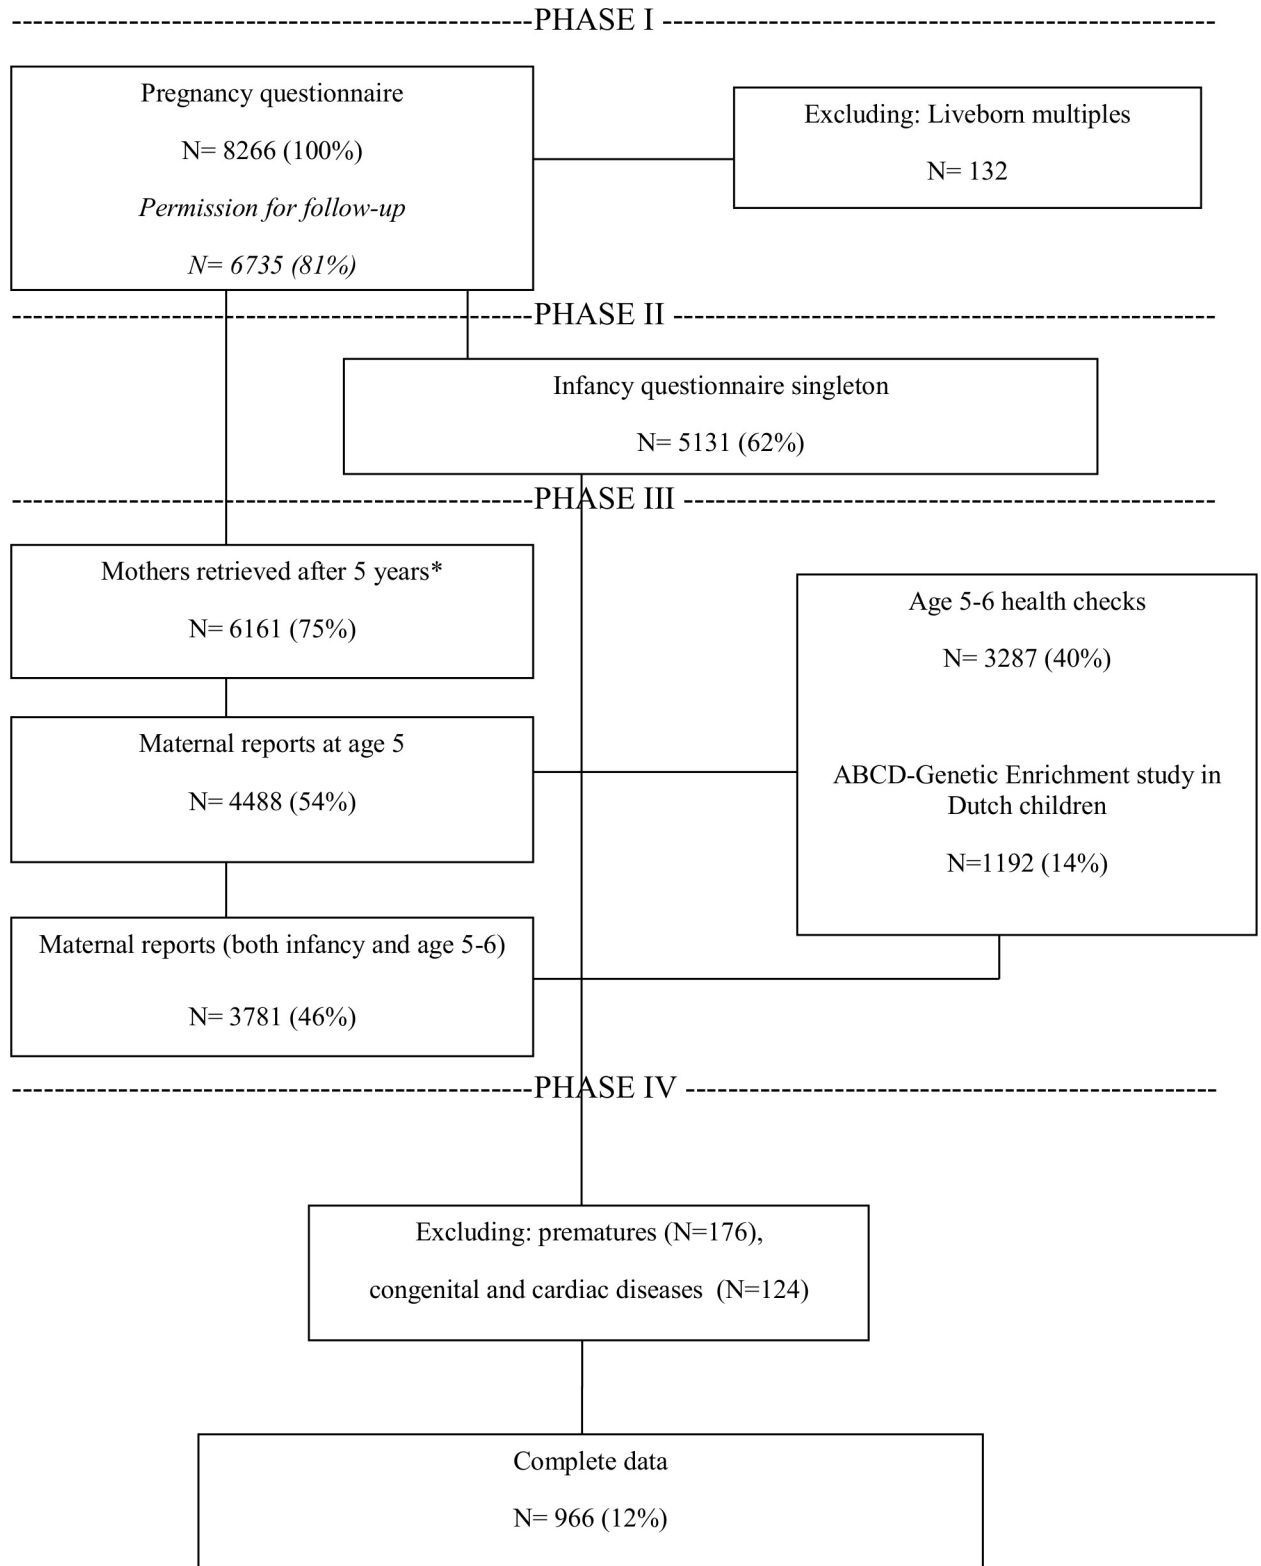 PHASE I
Pregnancy questionnaire
N= 8266 (100%)
Permission for follow-up
N= 6735 (81%)
Excluding: Liveborn multiples
N= 132
PHASE II
Infancy questionnaire singleton
N= 5131 (62%)
PHASE III
Mothers retrieved after 5 years*
N= 6161 (75%)
Maternal reports at age 5
N= 4488 (54%)
Age 5-6 health checks
N= 3287 (40%)
ABCD-Genetic Enrichment study in
Dutch children
N=1192 (14%)
Maternal reports (both infancy and age 5-6)
N= 3781 (46%)
PHASE IV
Excluding: prematures (N=176),
congenital and cardiac diseases  (N=124)
Complete data
N= 966 (12%)